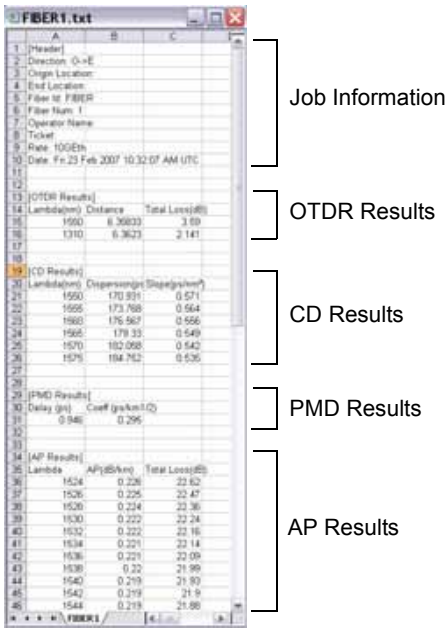 FIBER1.txt
A B C
1 [Header]
2 Direction: O->E
3 Origin Location:
4 End Location:
5 Fiber Id: FIBER
6 Fiber Num: 1
7 Operator Name:
8 Ticket:
9 Rate: 10GEth
10 Date: Fri 23 Feb 2007 10:32:07 AM UTC
11
12
13 [OTDR Results]
14 Lambda(nm) Distance Total Loss(dB)
15 1550 6.36833 3.69
16 1310 6.3623 2.141
17
18
19 [CD Results]
20 Lambda(nm) Dispersion(ps Slope(ps/nm²)
21 1550 170.931 0.571
22 1555 173.768 0.564
23 1560 176.567 0.556
24 1565 179.33 0.549
25 1570 182.058 0.542
26 1575 184.752 0.535
27
28
29 [PMD Results]
30 Delay (ps) Coeff (ps/km1/2)
31 0.946 0.295
32
33
34 [AP Results]
35 Lambda AP(dB/km) Total Loss(dB)
36 1524 0.226 22.62
37 1526 0.225 22.47
38 1528 0.224 22.36
39 1530 0.222 22.24
40 1532 0.222 22.16
41 1534 0.221 22.14
42 1536 0.221 22.09
43 1538 0.22 21.99
44 1540 0.219 21.93
45 1542 0.219 21.9
46 1544 0.219 21.88
FIBER1
Job Information
OTDR Results
CD Results
PMD Results
AP Results